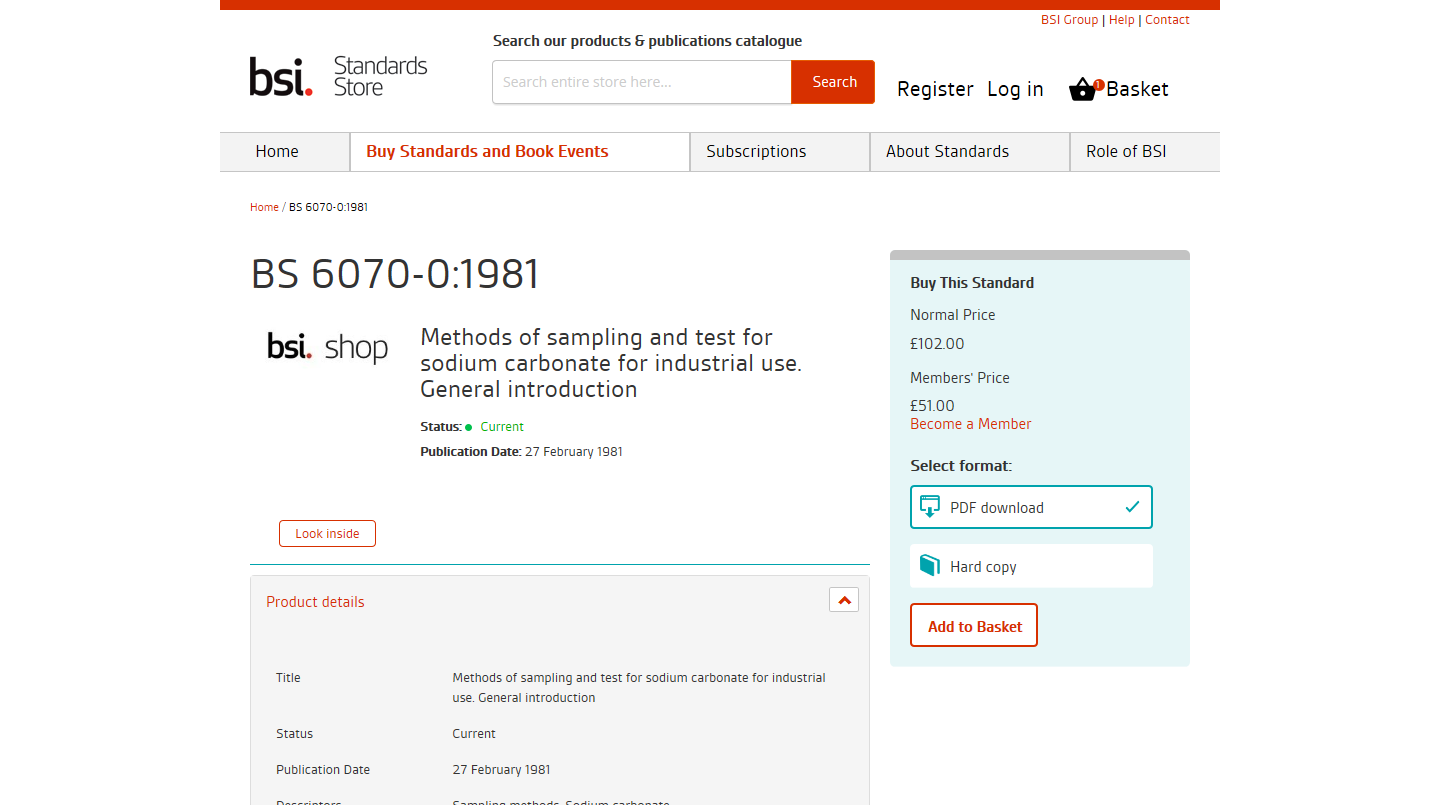 BSI Group | Help | Contact
Search our products & publications catalogue
bsi. Standards Store
Search entire store here...
Search
Register
Log in
1
Basket
Home
Buy Standards and Book Events
Subscriptions
About Standards
Role of BSI
Home / BS 6070-0:1981
BS 6070-0:1981
bsi. shop
Methods of sampling and test for
sodium carbonate for industrial use.
General introduction
Status: Current
Publication Date: 27 February 1981
Look inside
Buy This Standard
Normal Price
£102.00
Members' Price
£51.00
Become a Member
Select format:
PDF download
Hard copy
Add to Basket
Product details
Title
Methods of sampling and test for sodium carbonate for industrial
use. General introduction
Status
Current
Publication Date
27 February 1981
Descriptors
Sampling methods, Sodium carbonate